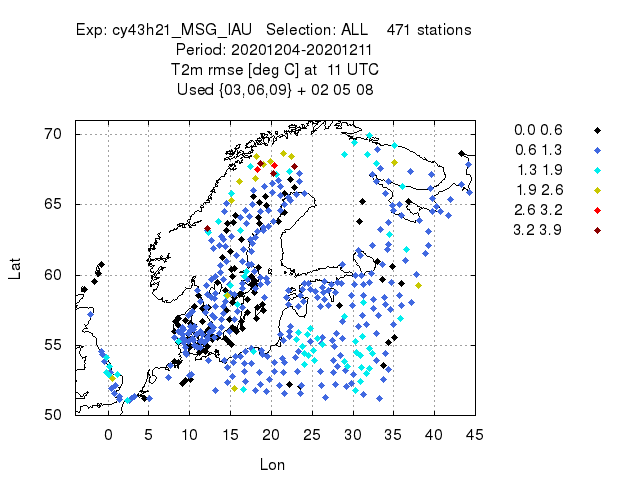 Exp: cy43h21_MSG_IAU   Selection: ALL    471 stations
Period: 20201204-20201211
T2m rmse [deg C] at  11 UTC
Used {03,06,09} + 02 05 08
70
65
60
55
50
Lat
0 5 10 15 20 25 30 35 40 45
Lon
0.0 0.6
0.6 1.3
1.3 1.9
1.9 2.6
2.6 3.2
3.2 3.9